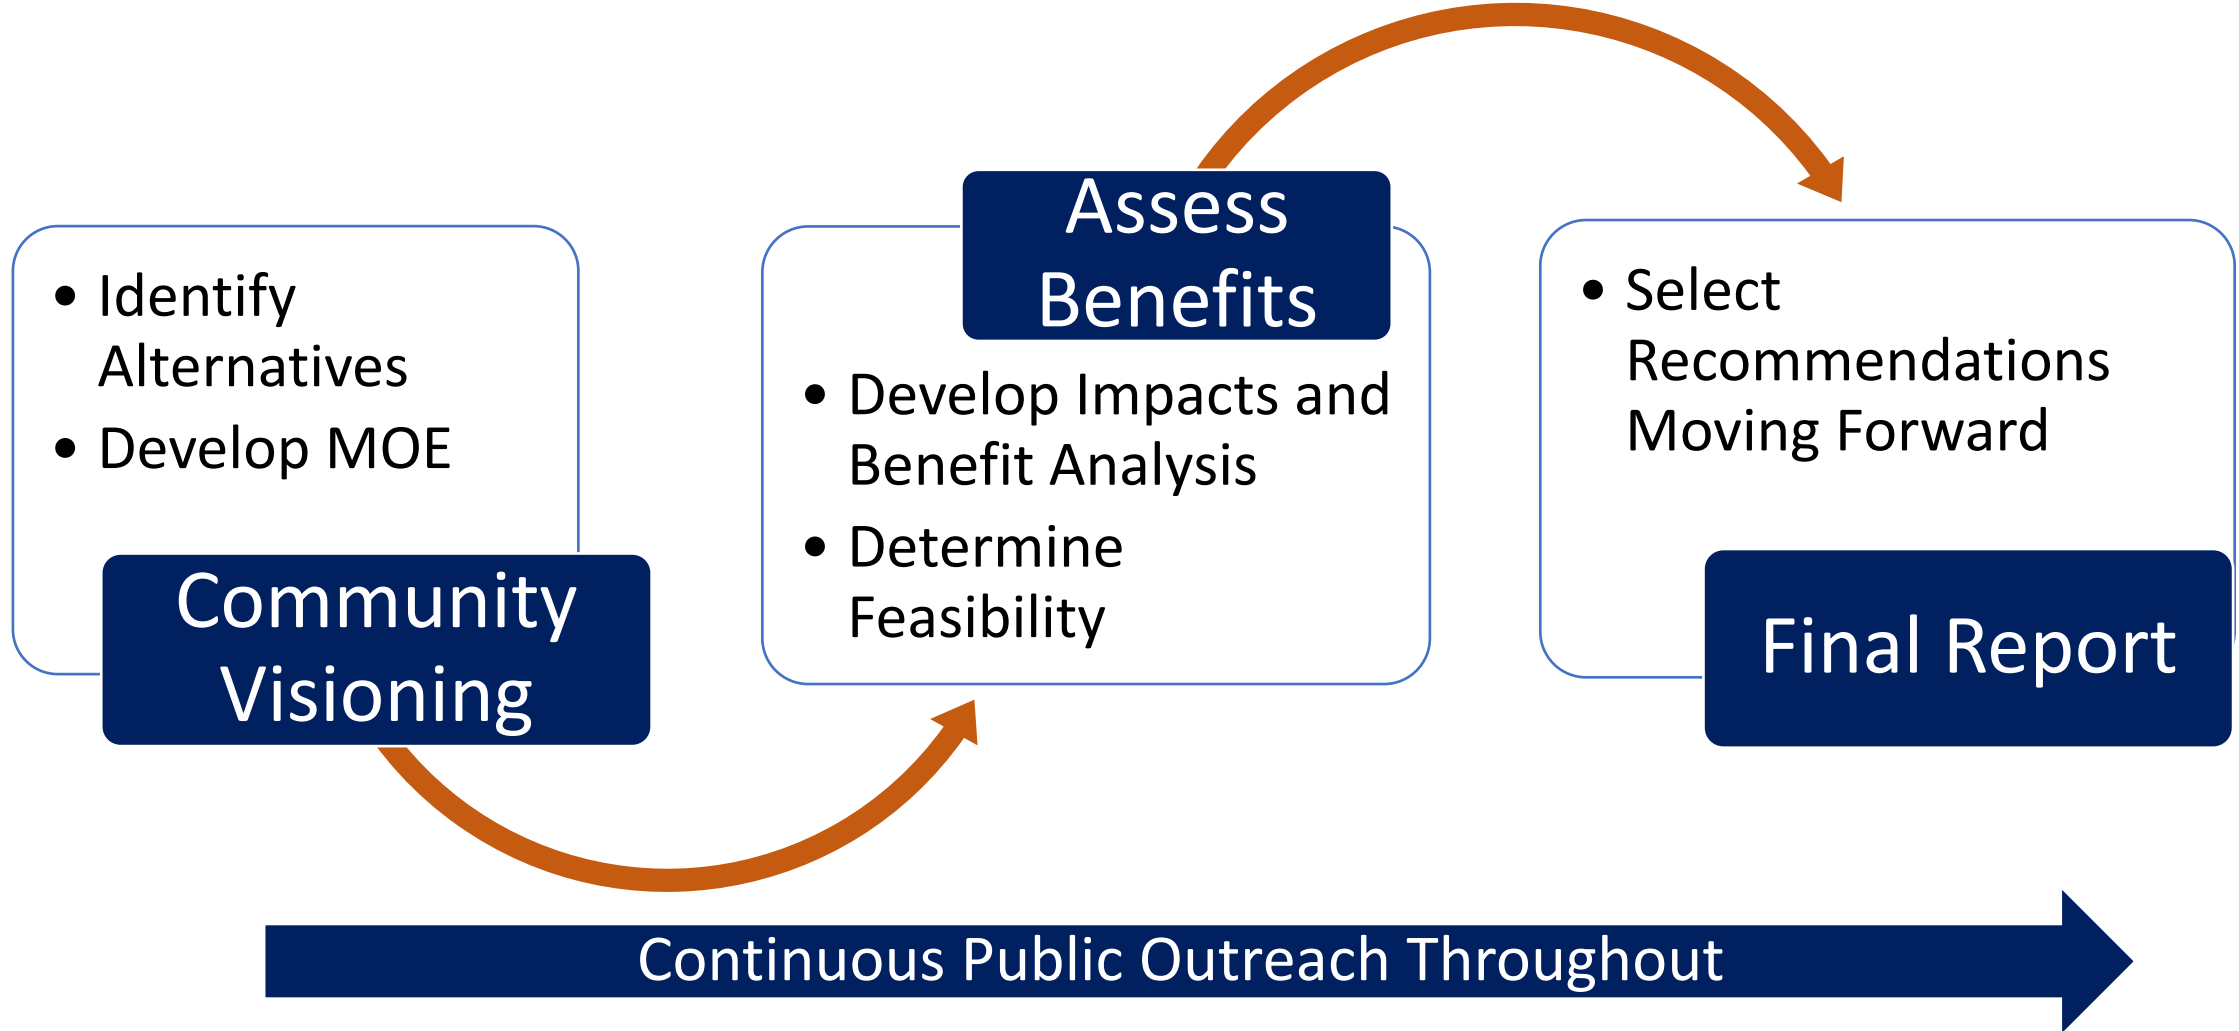 • Identify
Alternatives
• Develop MOE
Community
Visioning
Assess
Benefits
• Develop Impacts and
Benefit Analysis
• Determine
Feasibility
• Select
Recommendations
Moving Forward
Final Report
Continuous Public Outreach Throughout